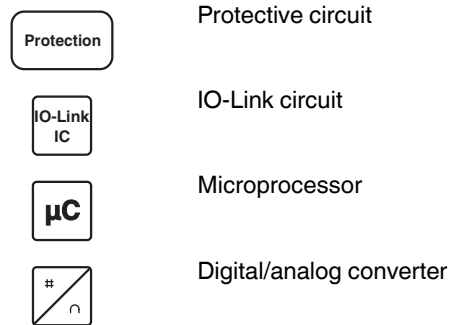 Protection
Protective circuit
IO-Link
IC
IO-Link circuit
µC
Microprocessor
#
∩
Digital/analog converter